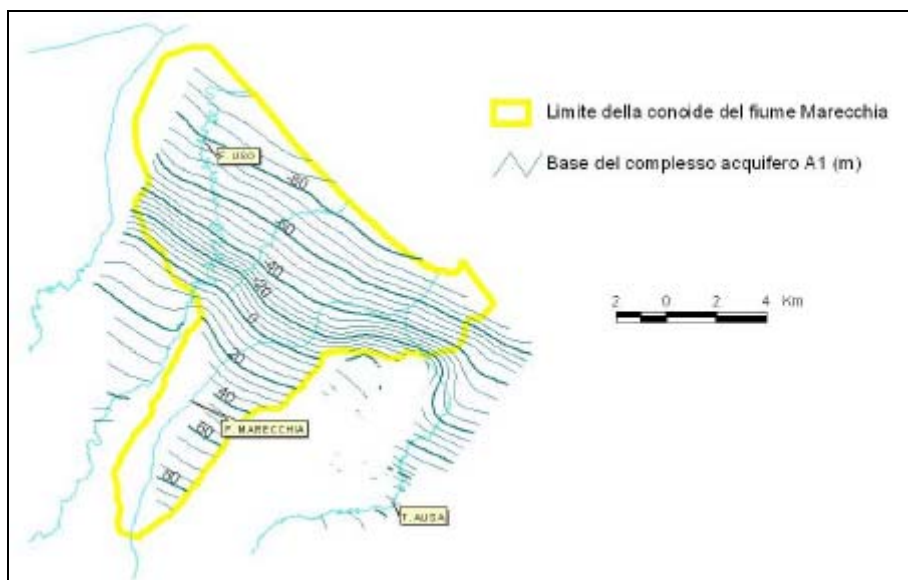 Limite della conoide del fiume Marecchia
Base del complesso acquifero A1 (m)
F. USO
-80
-60
-40
-20
0
20
40
F. MARECCHIA
60
80
T. AUSA
2 0 2 4 Km